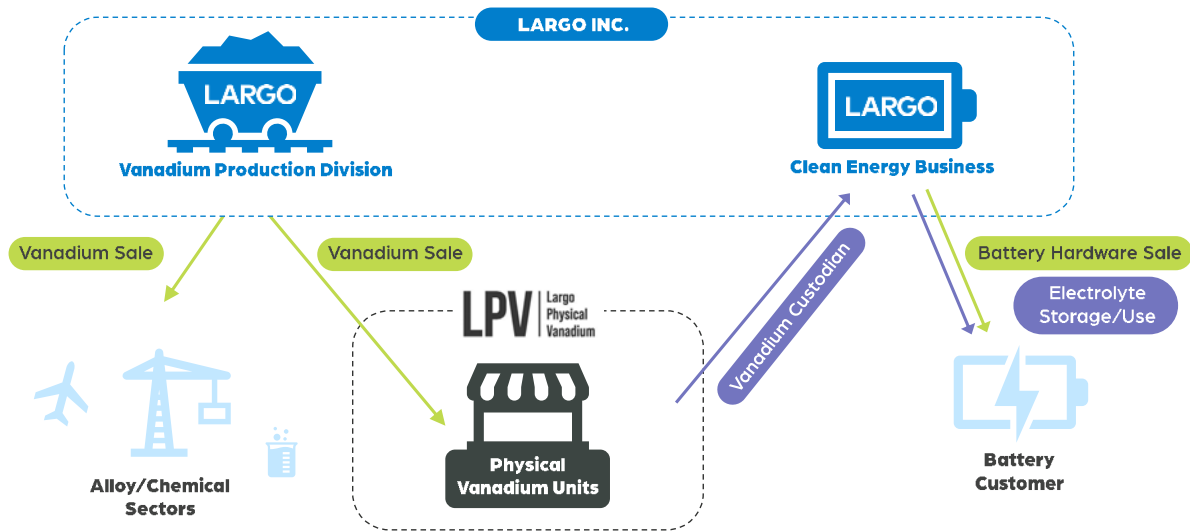 LARGO INC.
LARGO
Vanadium Production Division
LARGO
Clean Energy Business
Vanadium Sale
Vanadium Sale
Battery Hardware Sale
Electrolyte
Storage/Use
Vanadium Custodian
LPV
Largo
Physical
Vanadium
Physical
Vanadium Units
Alloy/Chemical
Sectors
Battery
Customer